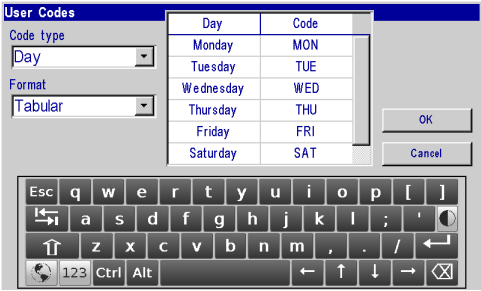 User Codes
Code type
Day
Format
Tabular
Day Code
Monday MON
Tuesday TUE
Wednesday WED
Thursday THU
Friday FRI
Saturday SAT
OK
Cancel
Esc q w e r t y u i o p [ ]
a s d f g h j k l ; '
z x c v b n m , . /
123 Ctrl Alt ← ↑ ↓ →